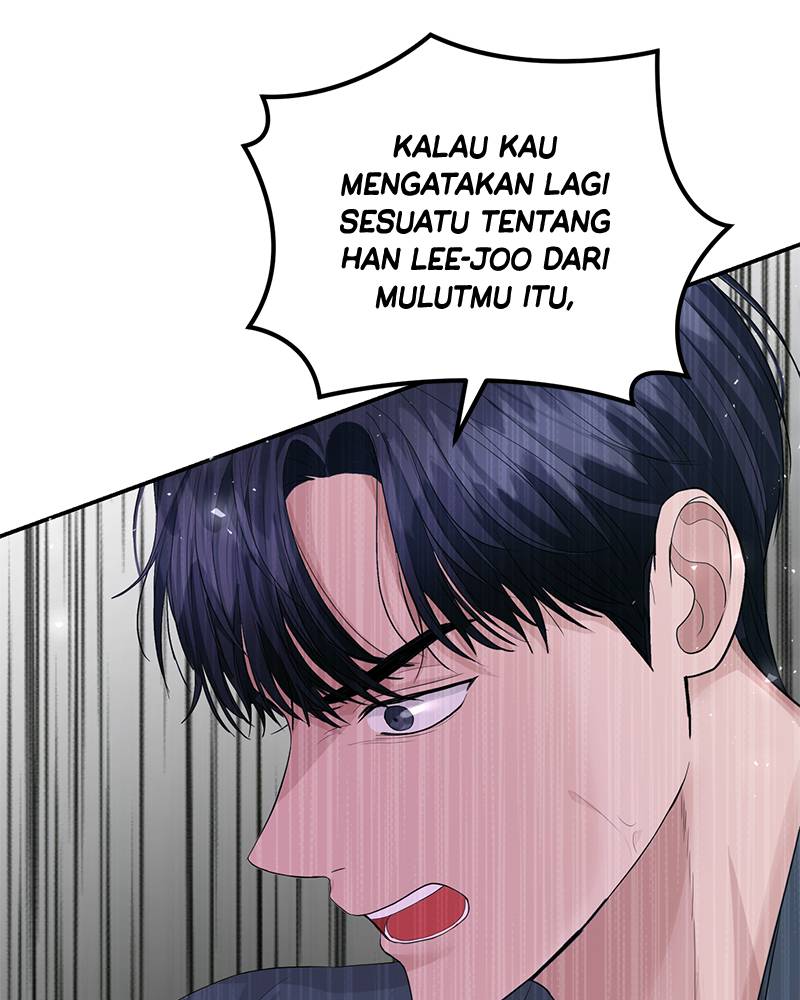 KALAU KAU
MENGATAKAN LAGI
SESUATU TENTANG
HAN LEE-JOO DARI
MULUTMU ITU,